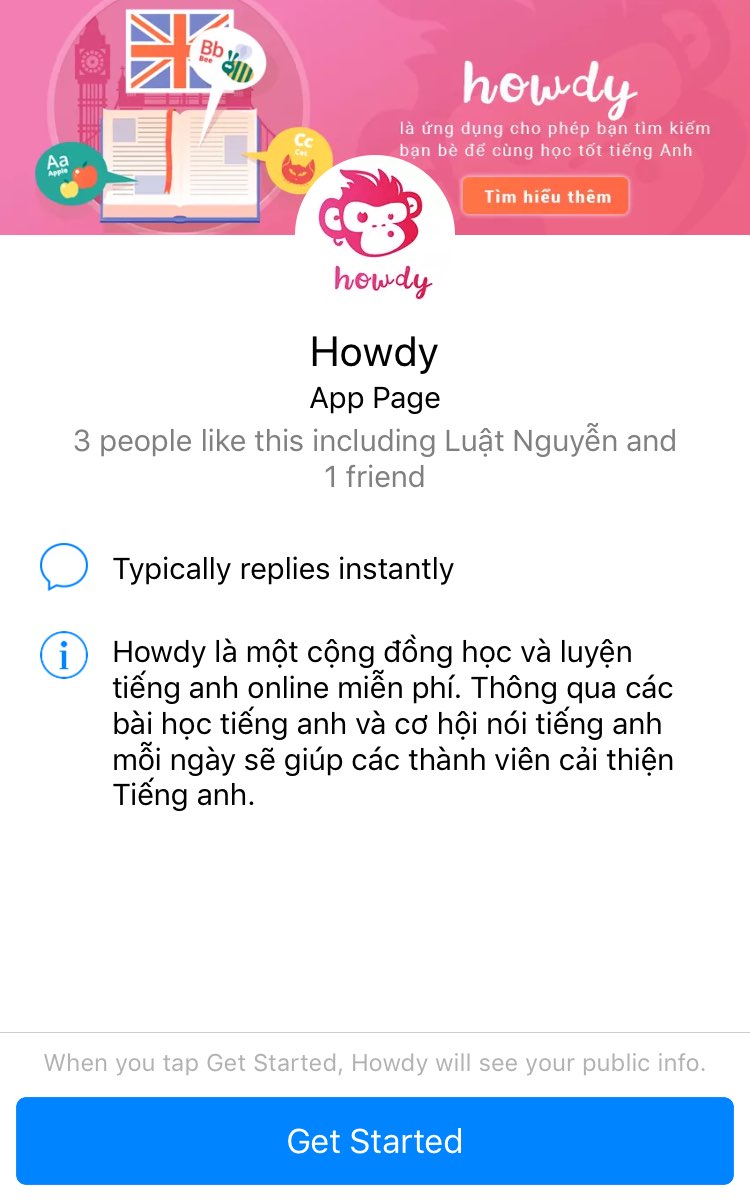 Bb
Bee
Aa
Apple
Cc
Cat
howdy
là ứng dụng cho phép bạn tìm kiếm
bạn bè để cùng học tốt tiếng Anh
Tìm hiểu thêm
howdy
Howdy
App Page
3 people like this including Luật Nguyễn and
1 friend
Typically replies instantly
Howdy là một cộng đồng học và luyện
tiếng anh online miễn phí. Thông qua các
bài học tiếng anh và cơ hội nói tiếng anh
mỗi ngày sẽ giúp các thành viên cải thiện
Tiếng anh.
When you tap Get Started, Howdy will see your public info.
Get Started